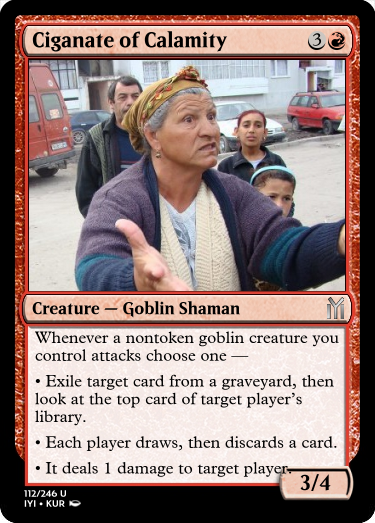 Ciganate of Calamity 3
Creature — Goblin Shaman
Whenever a nontoken goblin creature you
control attacks choose one —
• Exile target card from a graveyard, then
look at the top card of target player's
library.
• Each player draws, then discards a card.
• It deals 1 damage to target player.
3/4
112/246 U
IYI • KUR